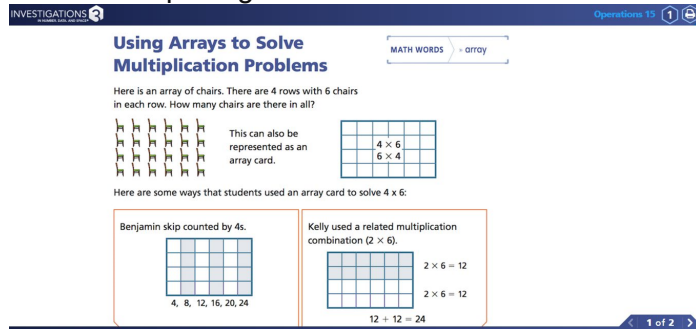 INVESTIGATIONS 3
IN NUMBER, DATA, AND SPACE
Operations 15 1
Using Arrays to Solve
Multiplication Problems
MATH WORDS • array
Here is an array of chairs. There are 4 rows with 6 chairs
in each row. How many chairs are there in all?
This can also be
represented as an
array card.
4 × 6
6 × 4
Here are some ways that students used an array card to solve 4 x 6:
Benjamin skip counted by 4s.
4, 8, 12, 16, 20, 24
Kelly used a related multiplication
combination (2 × 6).
2 × 6 = 12
2 × 6 = 12
12 + 12 = 24
1 of 2